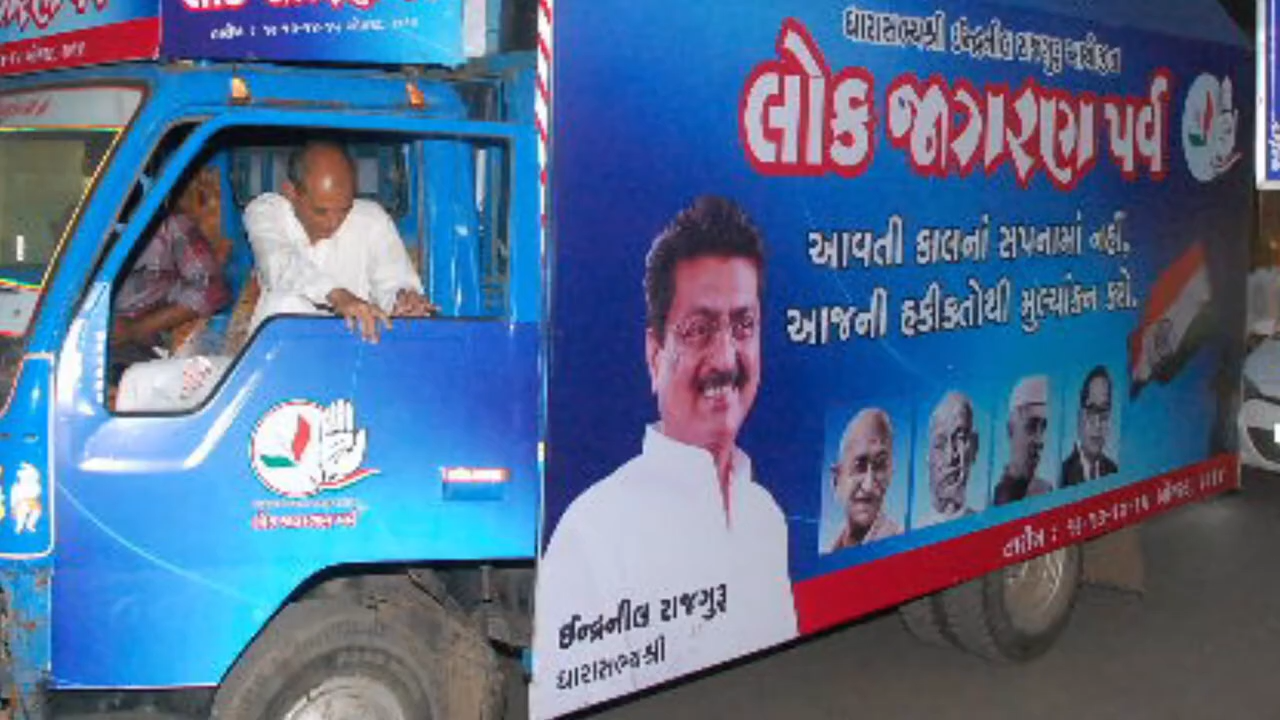 ધારાસભ્યશ્રી ઈન્દ્રનીલ રાજગુરુ આયોજીત
લોક જાગરણ પર્વ
આવતી કાલનાં સપનામાં નહીં,
આજની હકીકતોથી મુલ્યાંકન કરો.
તારીખ :
ઈન્દ્રનીલ રાજગુરૂ
ધારાસભ્યશ્રી